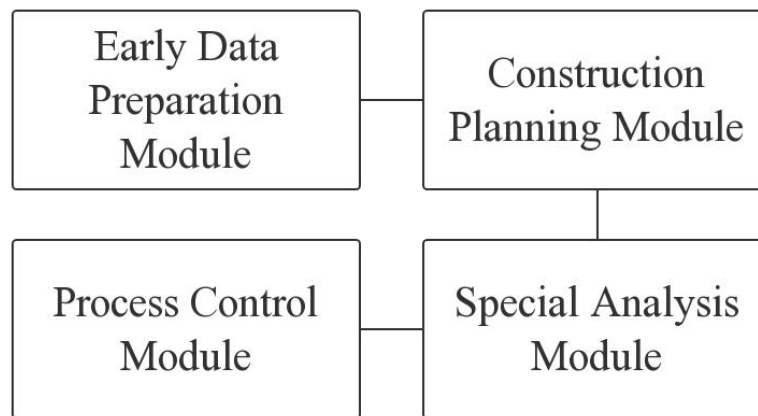 Early Data
Preparation
Module
Construction
Planning Module
Process Control
Module
Special Analysis
Module